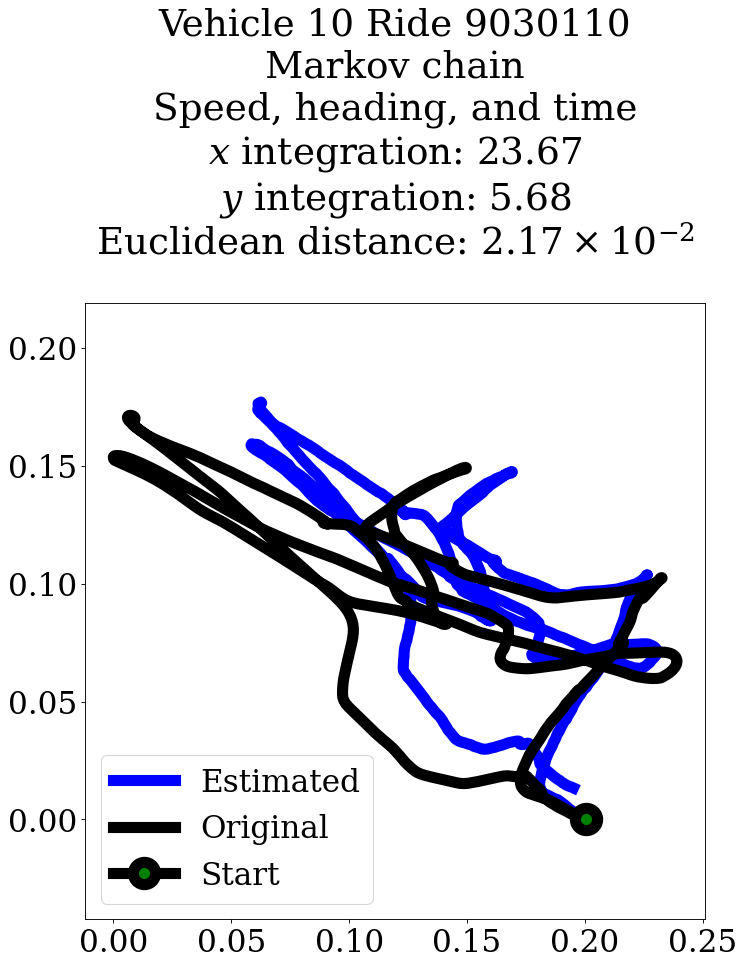 Vehicle 10 Ride 9030110
Markov chain
Speed, heading, and time
x integration: 23.67
y integration: 5.68
Euclidean distance: 2.17 × 10⁻²
0.20
0.15
0.10
0.05
0.00
Estimated
Original
Start
0.00 0.05 0.10 0.15 0.20 0.25